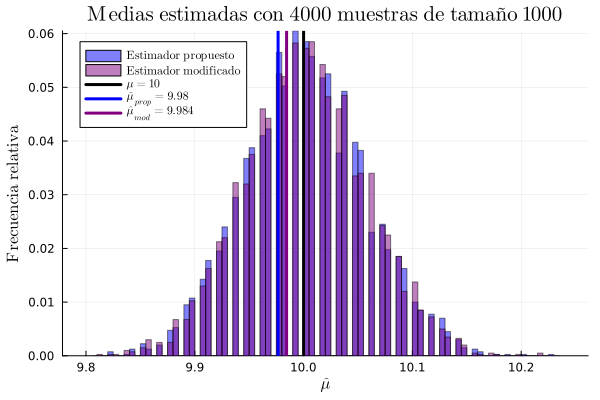 Medias estimadas con 4000 muestras de tamaño 1000
Estimador propuesto
Estimador modificado
μ = 10
μ̂_prop = 9.98
μ̂_mod = 9.984
Frecuencia relativa
0.06
0.05
0.04
0.03
0.02
0.01
0.00
9.8 9.9 10.0 10.1 10.2
μ̂